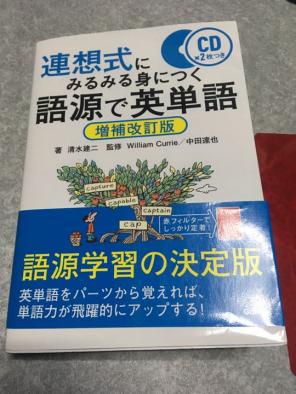 CD
2枚つき
連想式に
みるみる身につく
語源で英単語
増補改訂版
著 清水建二 監修 William Currie/中田達也
capture
capable
captain
cap
赤フィルターで
しっかり定着!
語源学習の決定版
英単語をパーツから覚えれば、
単語力が飛躍的にアップする!